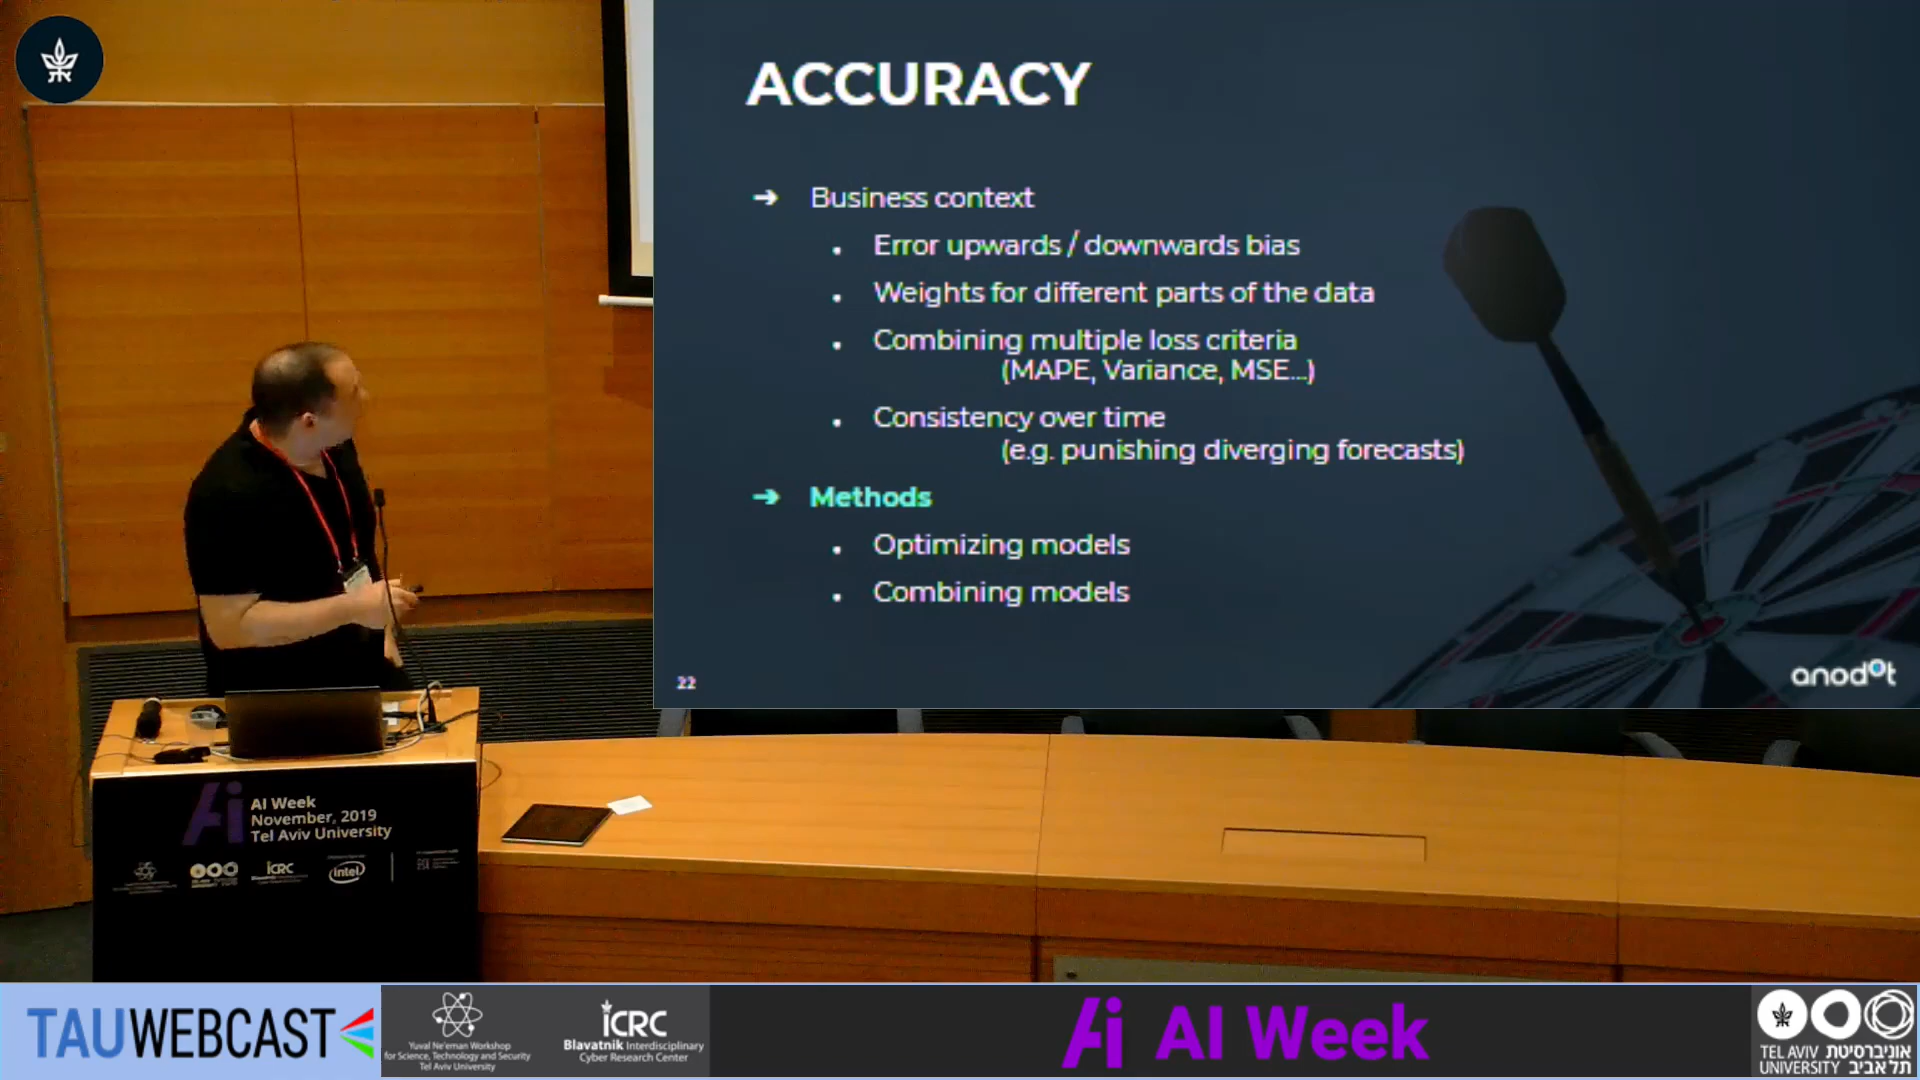 ACCURACY
➔ Business context
• Error upwards / downwards bias
• Weights for different parts of the data
• Combining multiple loss criteria
(MAPE, Variance, MSE...)
• Consistency over time
(e.g. punishing diverging forecasts)
➔ Methods
• Optimizing models
• Combining models
22
anodot
Ai
AI Week
November, 2019
Tel Aviv University
ICRC
intel
TAUWEBCAST
Yuval Ne'eman Workshop
for Science, Technology and Security
Tel Aviv University
ICRC
Blavatnik Interdisciplinary
Cyber Research Center
Ai AI Week
TEL AVIV אוניברסיטת
UNIVERSITY תל אביב